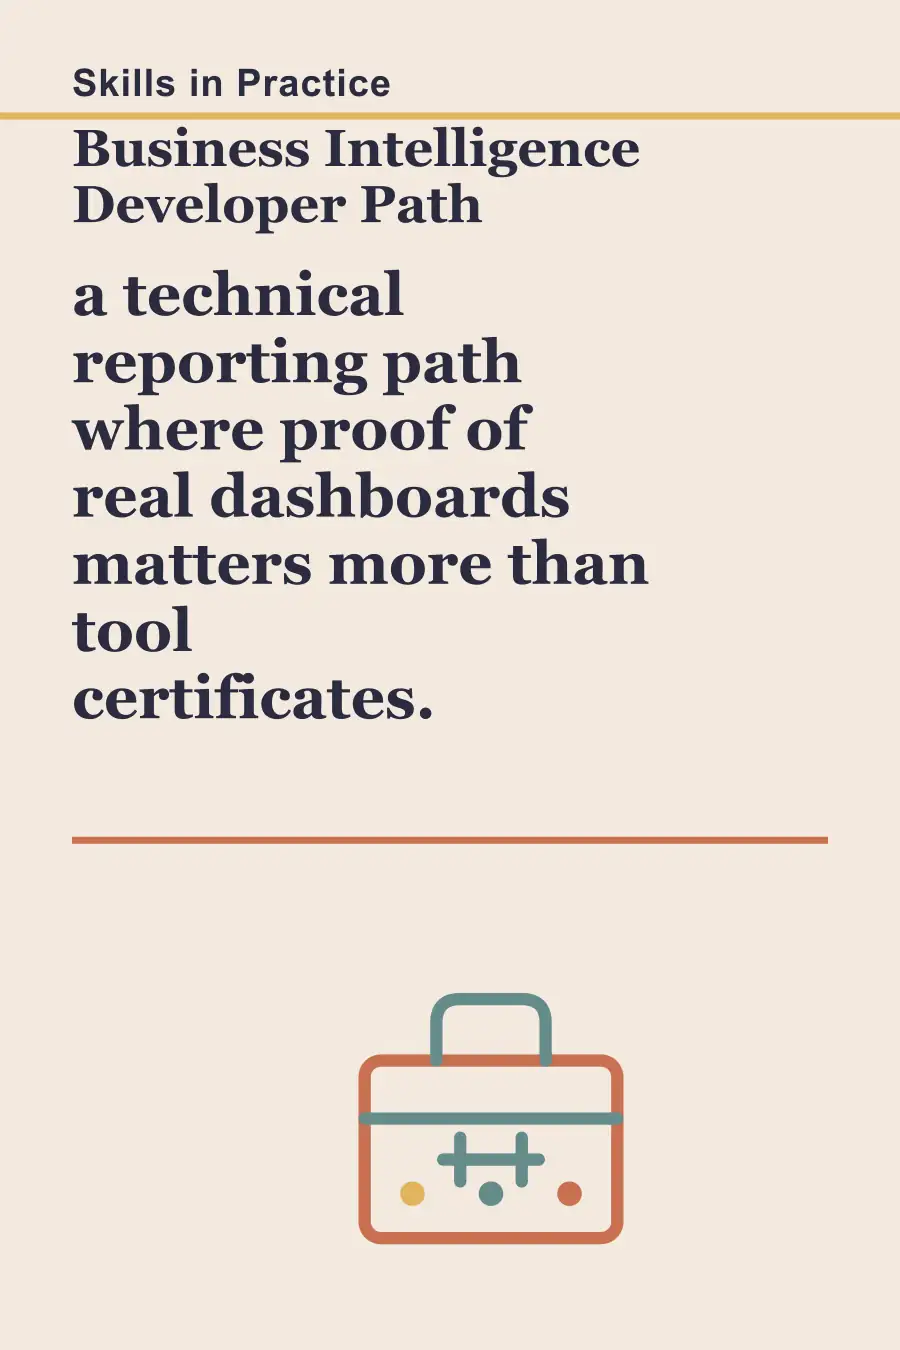 Skills in Practice
Business Intelligence
Developer Path
a technical
reporting path
where proof of
real dashboards
matters more than
tool
certificates.